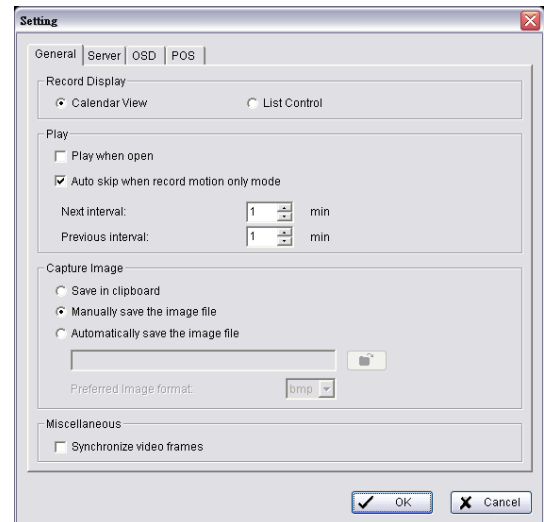 Setting
General Server OSD POS
Record Display
Calendar View List Control
Play
Play when open
Auto skip when record motion only mode
Next interval: 1 min
Previous interval: 1 min
Capture Image
Save in clipboard
Manually save the image file
Automatically save the image file
Preferred Image format: bmp
Miscellaneous
Synchronize video frames
OK Cancel